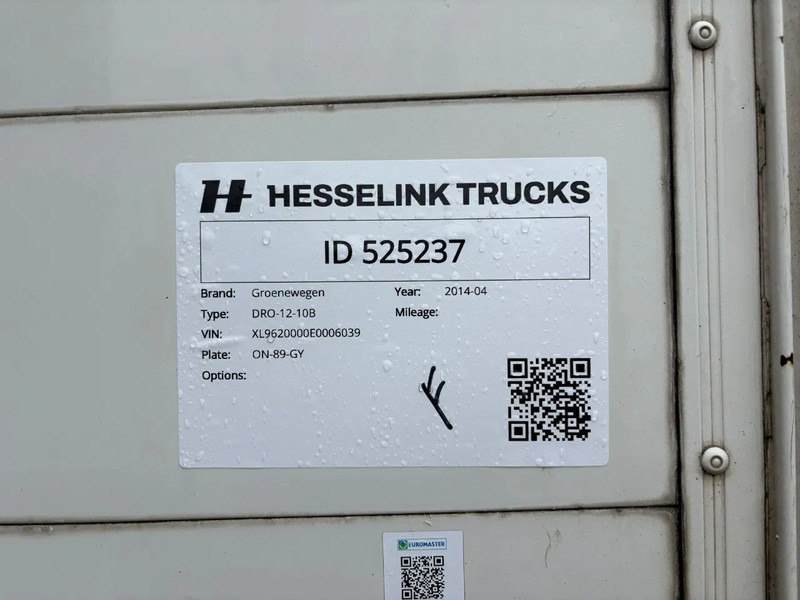 HESSELINK TRUCKS
ID 525237
Brand: Groenewegen Year: 2014-04
Type: DRO-12-10B Mileage:
VIN: XL9620000E0006039
Plate: ON-89-GY
Options:
EUROMASTER